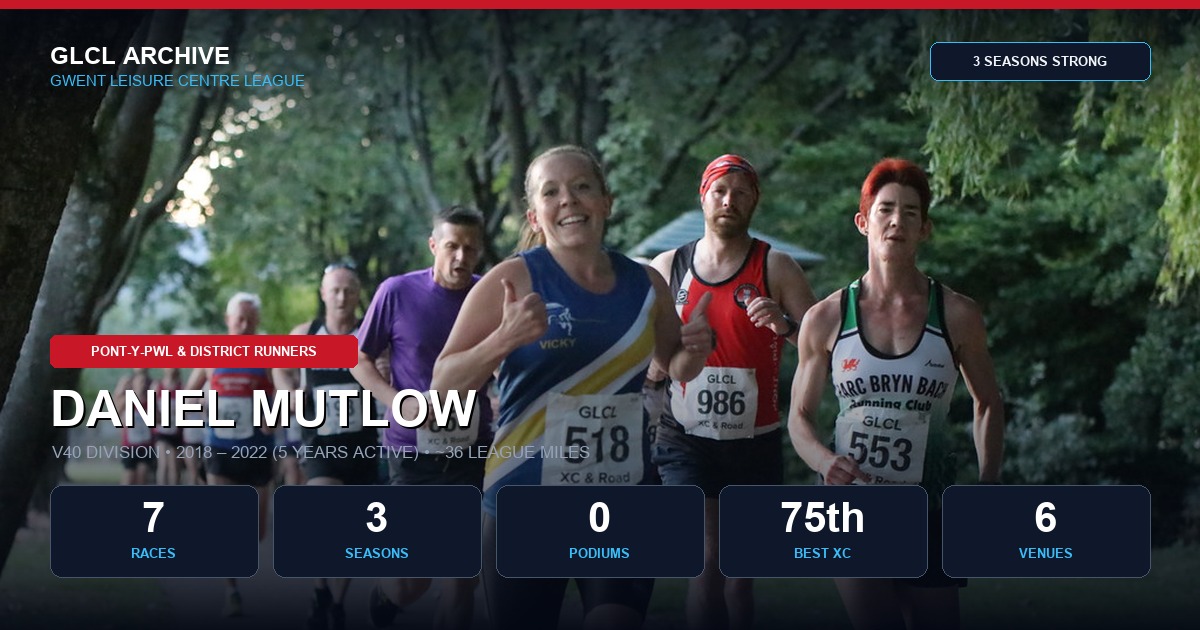 GLCL ARCHIVE
GWENT LEISURE CENTRE LEAGUE
3 SEASONS STRONG
VICKY
GLCL
518
XC & Road
GLCL
986
XC & Road
PARC BRYN BACH
Running Club
GLCL
553
XC & Road
PONT-Y-PWL & DISTRICT RUNNERS
DANIEL MUTLOW
V40 DIVISION • 2018 – 2022 (5 YEARS ACTIVE) • ~36 LEAGUE MILES
7
RACES
3
SEASONS
0
PODIUMS
75th
BEST XC
6
VENUES